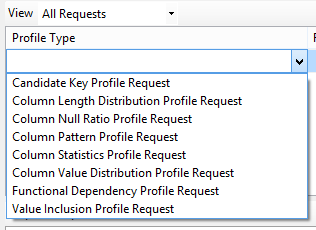 View All Requests
Profile Type
Candidate Key Profile Request
Column Length Distribution Profile Request
Column Null Ratio Profile Request
Column Pattern Profile Request
Column Statistics Profile Request
Column Value Distribution Profile Request
Functional Dependency Profile Request
Value Inclusion Profile Request